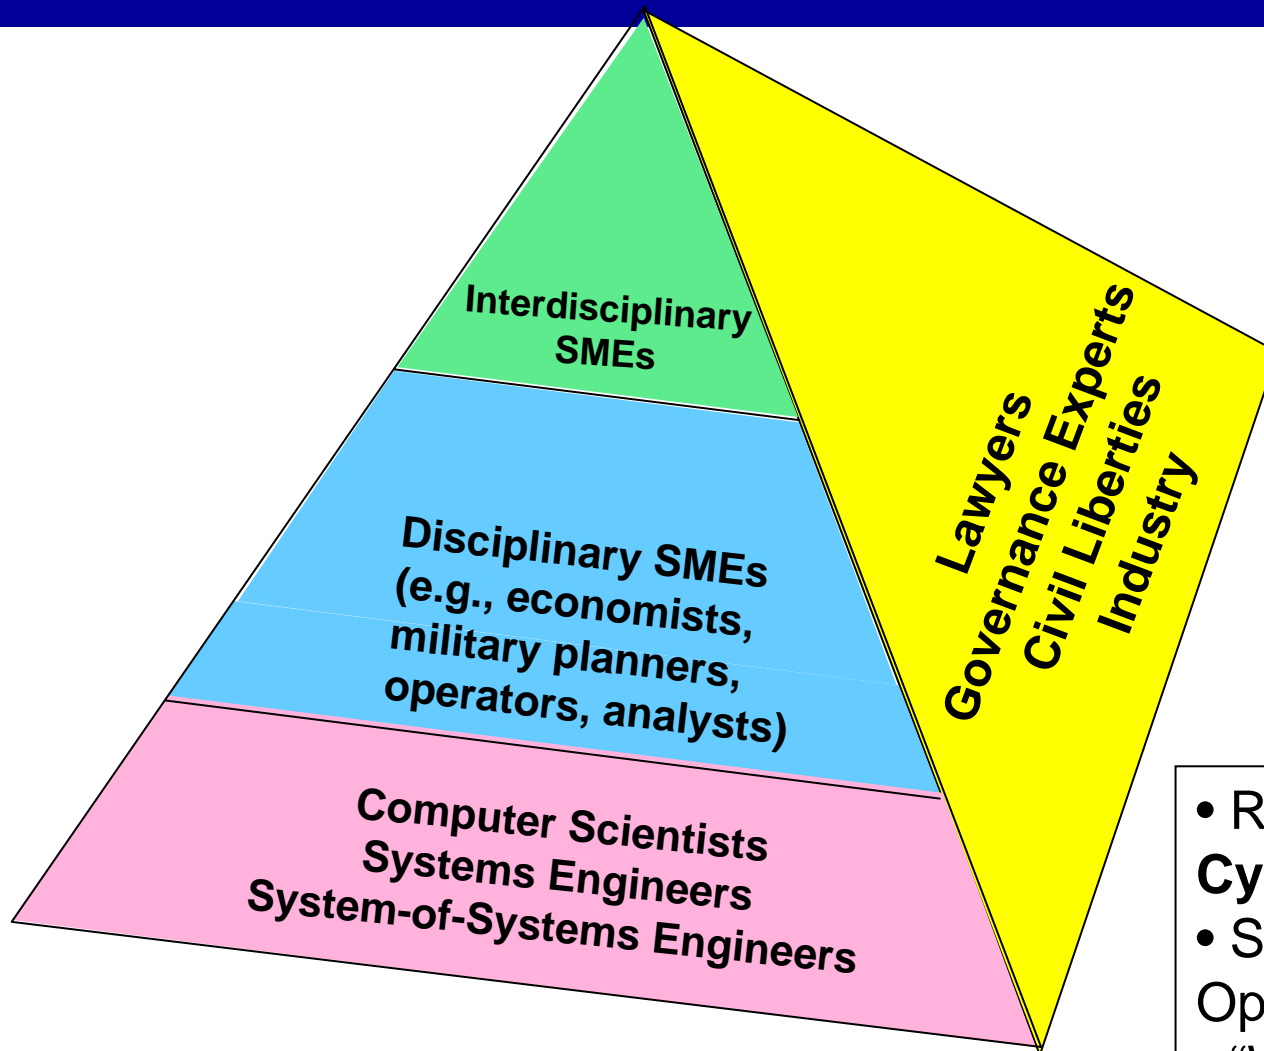 Interdisciplinary
SMEs
Disciplinary SMEs
(e.g., economists,
military planners,
operators, analysts)
Computer Scientists
Systems Engineers
System-of-Systems Engineers
Lawyers
Governance Experts
Civil Liberties
Industry
• R
Cy
• S
Op